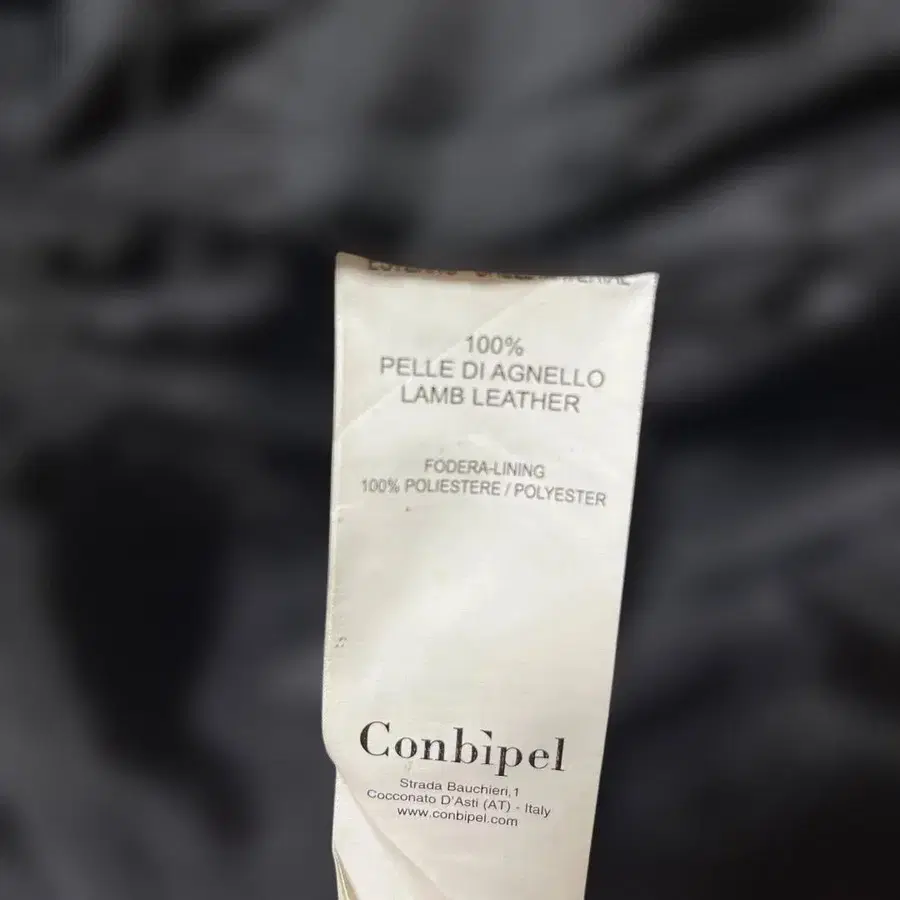 100%
PELLE DI AGNELLO
LAMB LEATHER
FODERA-LINING
100% POLIESTERE / POLYESTER
Conbìpel
Strada Bauchieri,1
Cocconato D'Asti (AT) - Italy
www.conbipel.com